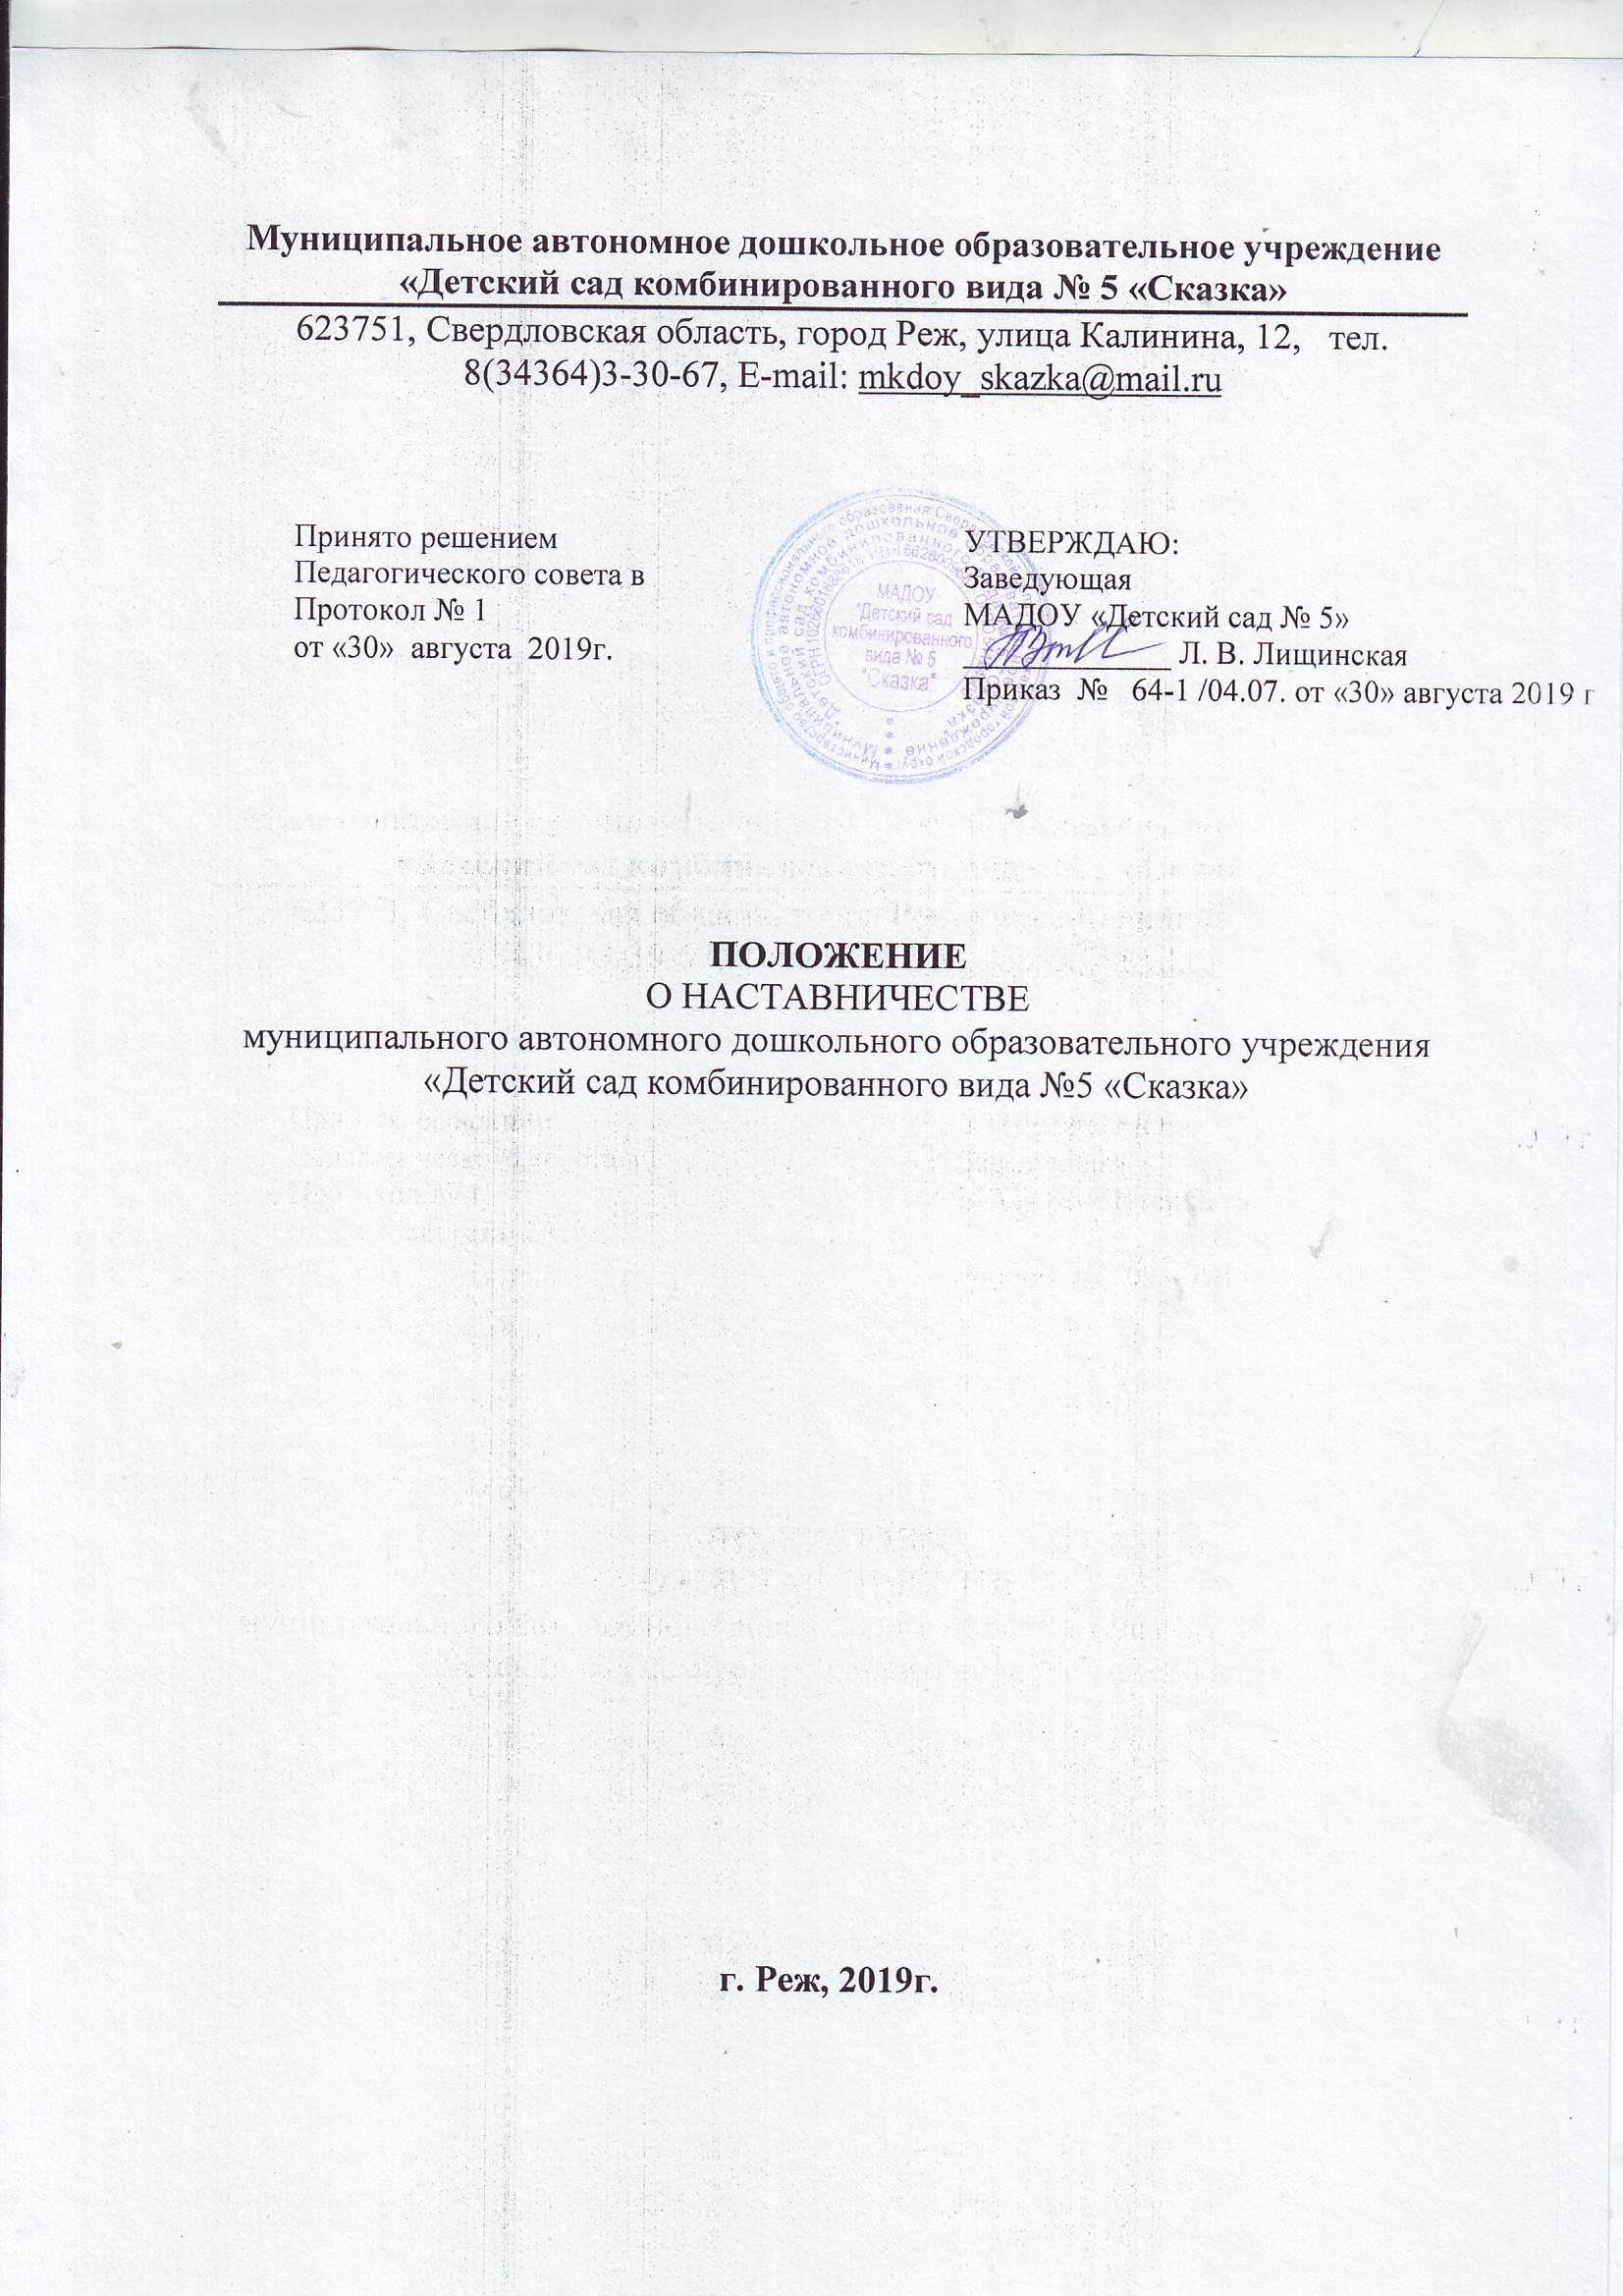 Муниципальное автономное дошкольное образовательное учреждение
«Детский сад комбинированного вида № 5 «Сказка»
623751, Свердловская область, город Реж, улица Калинина, 12, тел.
8(34364)3-30-67, E-mail: mkdoy_skazka@mail.ru
Принято решением
Педагогического совета в
Протокол № 1
от «30» августа 2019г.
УТВЕРЖДАЮ:
Заведующая
МАДОУ «Детский сад № 5»
Л. В. Лищинская
Приказ № 64-1 /04.07. от «30» августа 2019 г
МАДОУ
"Детский сад
комбинированного
вида № 5
"Сказка"
ПОЛОЖЕНИЕ
О НАСТАВНИЧЕСТВЕ
муниципального автономного дошкольного образовательного учреждения
«Детский сад комбинированного вида №5 «Сказка»
г. Реж, 2019г.